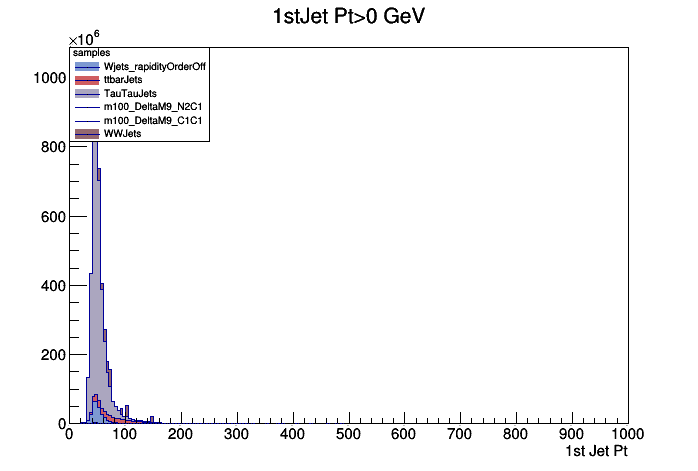 1stJet Pt>0 GeV
×10^6
samples
Wjets_rapidityOrderOff
ttbarJets
TauTauJets
m100_DeltaM9_N2C1
m100_DeltaM9_C1C1
WWJets
1000
800
600
400
200
0
0 100 200 300 400 500 600 700 800 900 1000
1st Jet Pt